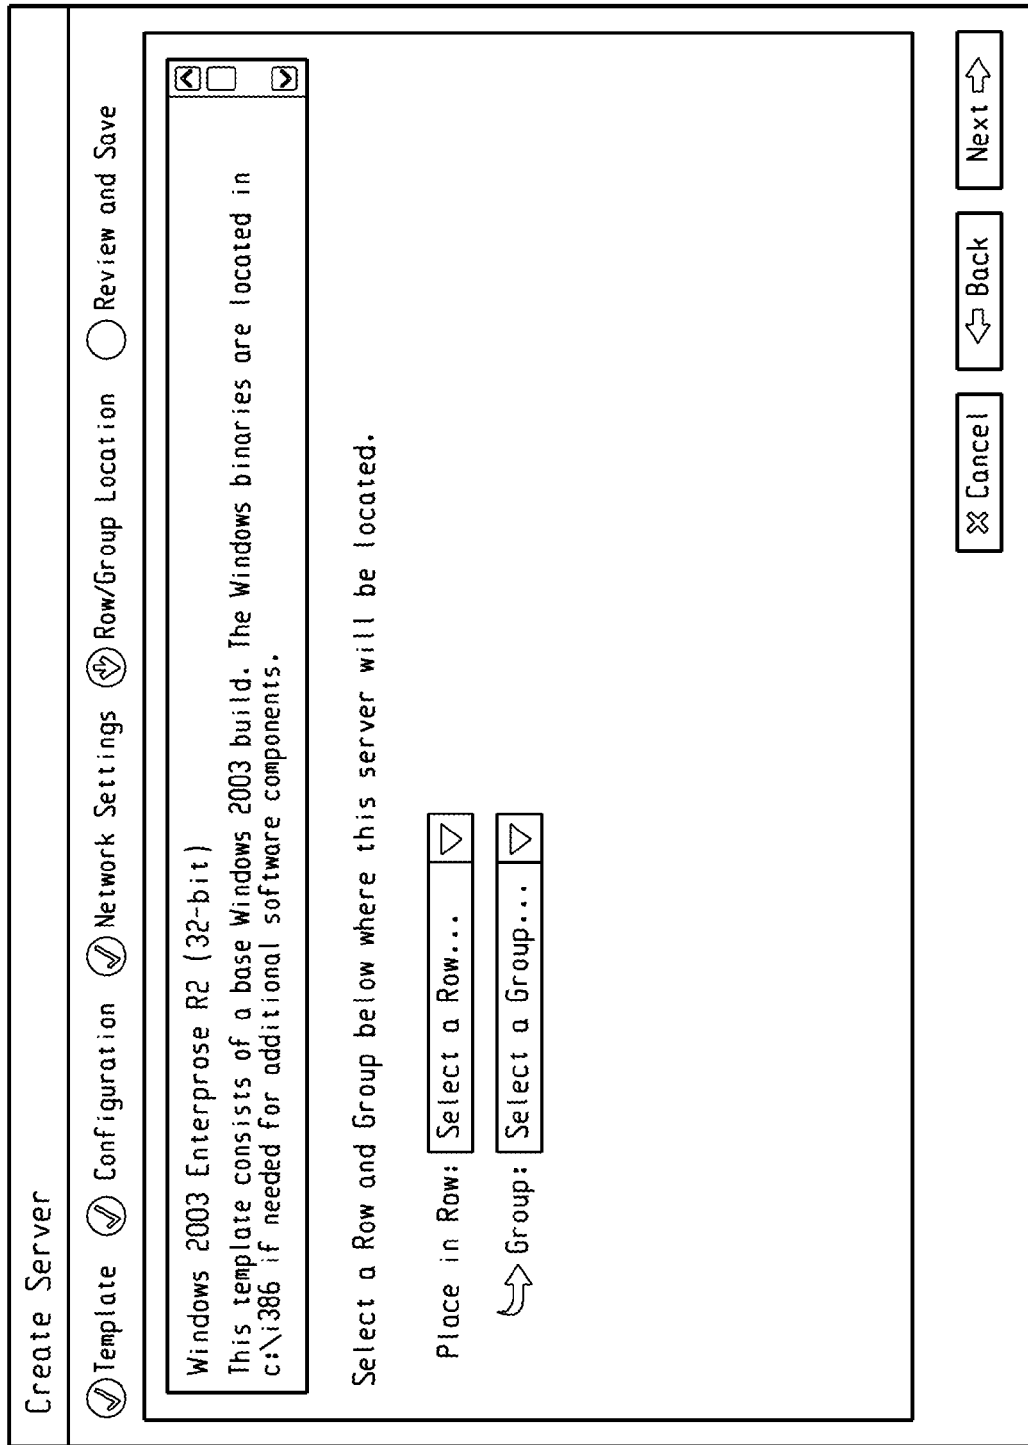 Create Server
Template Configuration Network Settings Row/Group Location Review and Save
Windows 2003 Enterprose R2 (32-bit)
This template consists of a base Windows 2003 build. The Windows binaries are located in
c:\i386 if needed for additional software components.
Select a Row and Group below where this server will be located.
Place in Row: Select a Row...
Group: Select a Group...
Cancel Back Next